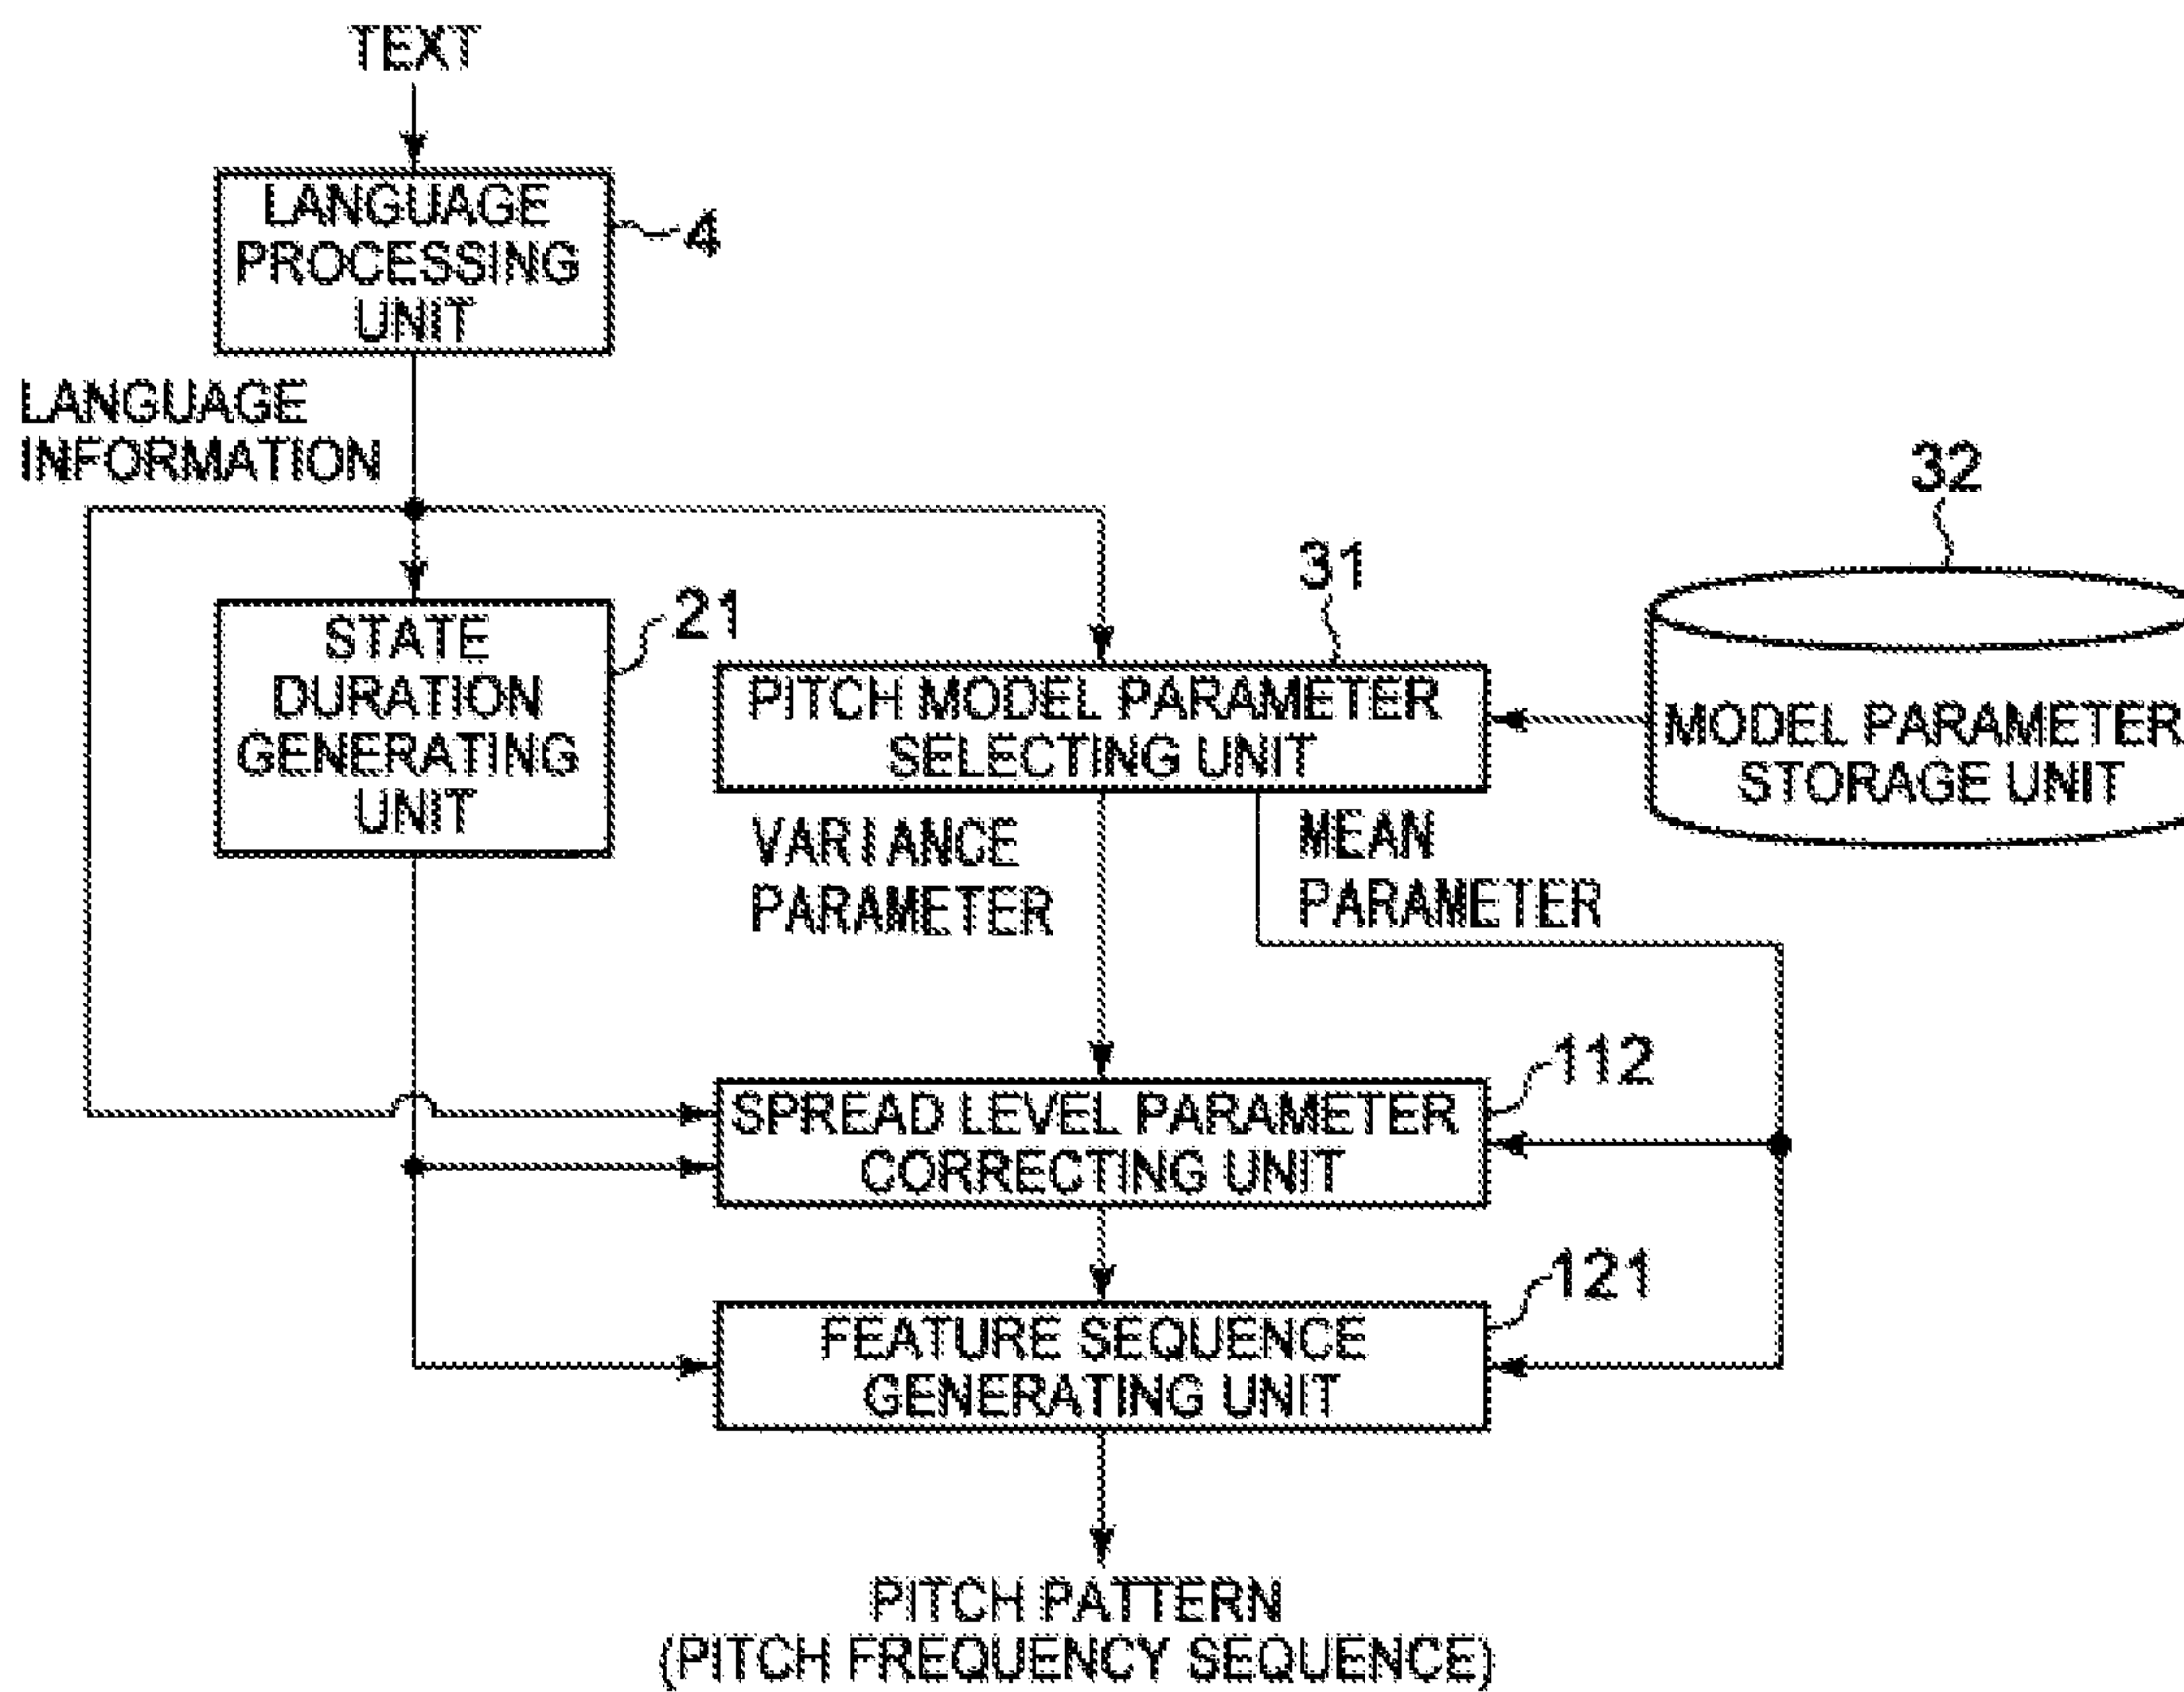 TEXT
LANGUAGE
PROCESSING
UNIT
4
LANGUAGE
INFORMATION
32
31
21
STATE
DURATION
GENERATING
UNIT
PITCH MODEL PARAMETER
SELECTING UNIT
MODEL PARAMETER
STORAGE UNIT
VARIANCE
PARAMETER
MEAN
PARAMETER
112
SPREAD LEVEL PARAMETER
CORRECTING UNIT
121
FEATURE SEQUENCE
GENERATING UNIT
PITCH PATTERN
(PITCH FREQUENCY SEQUENCE)